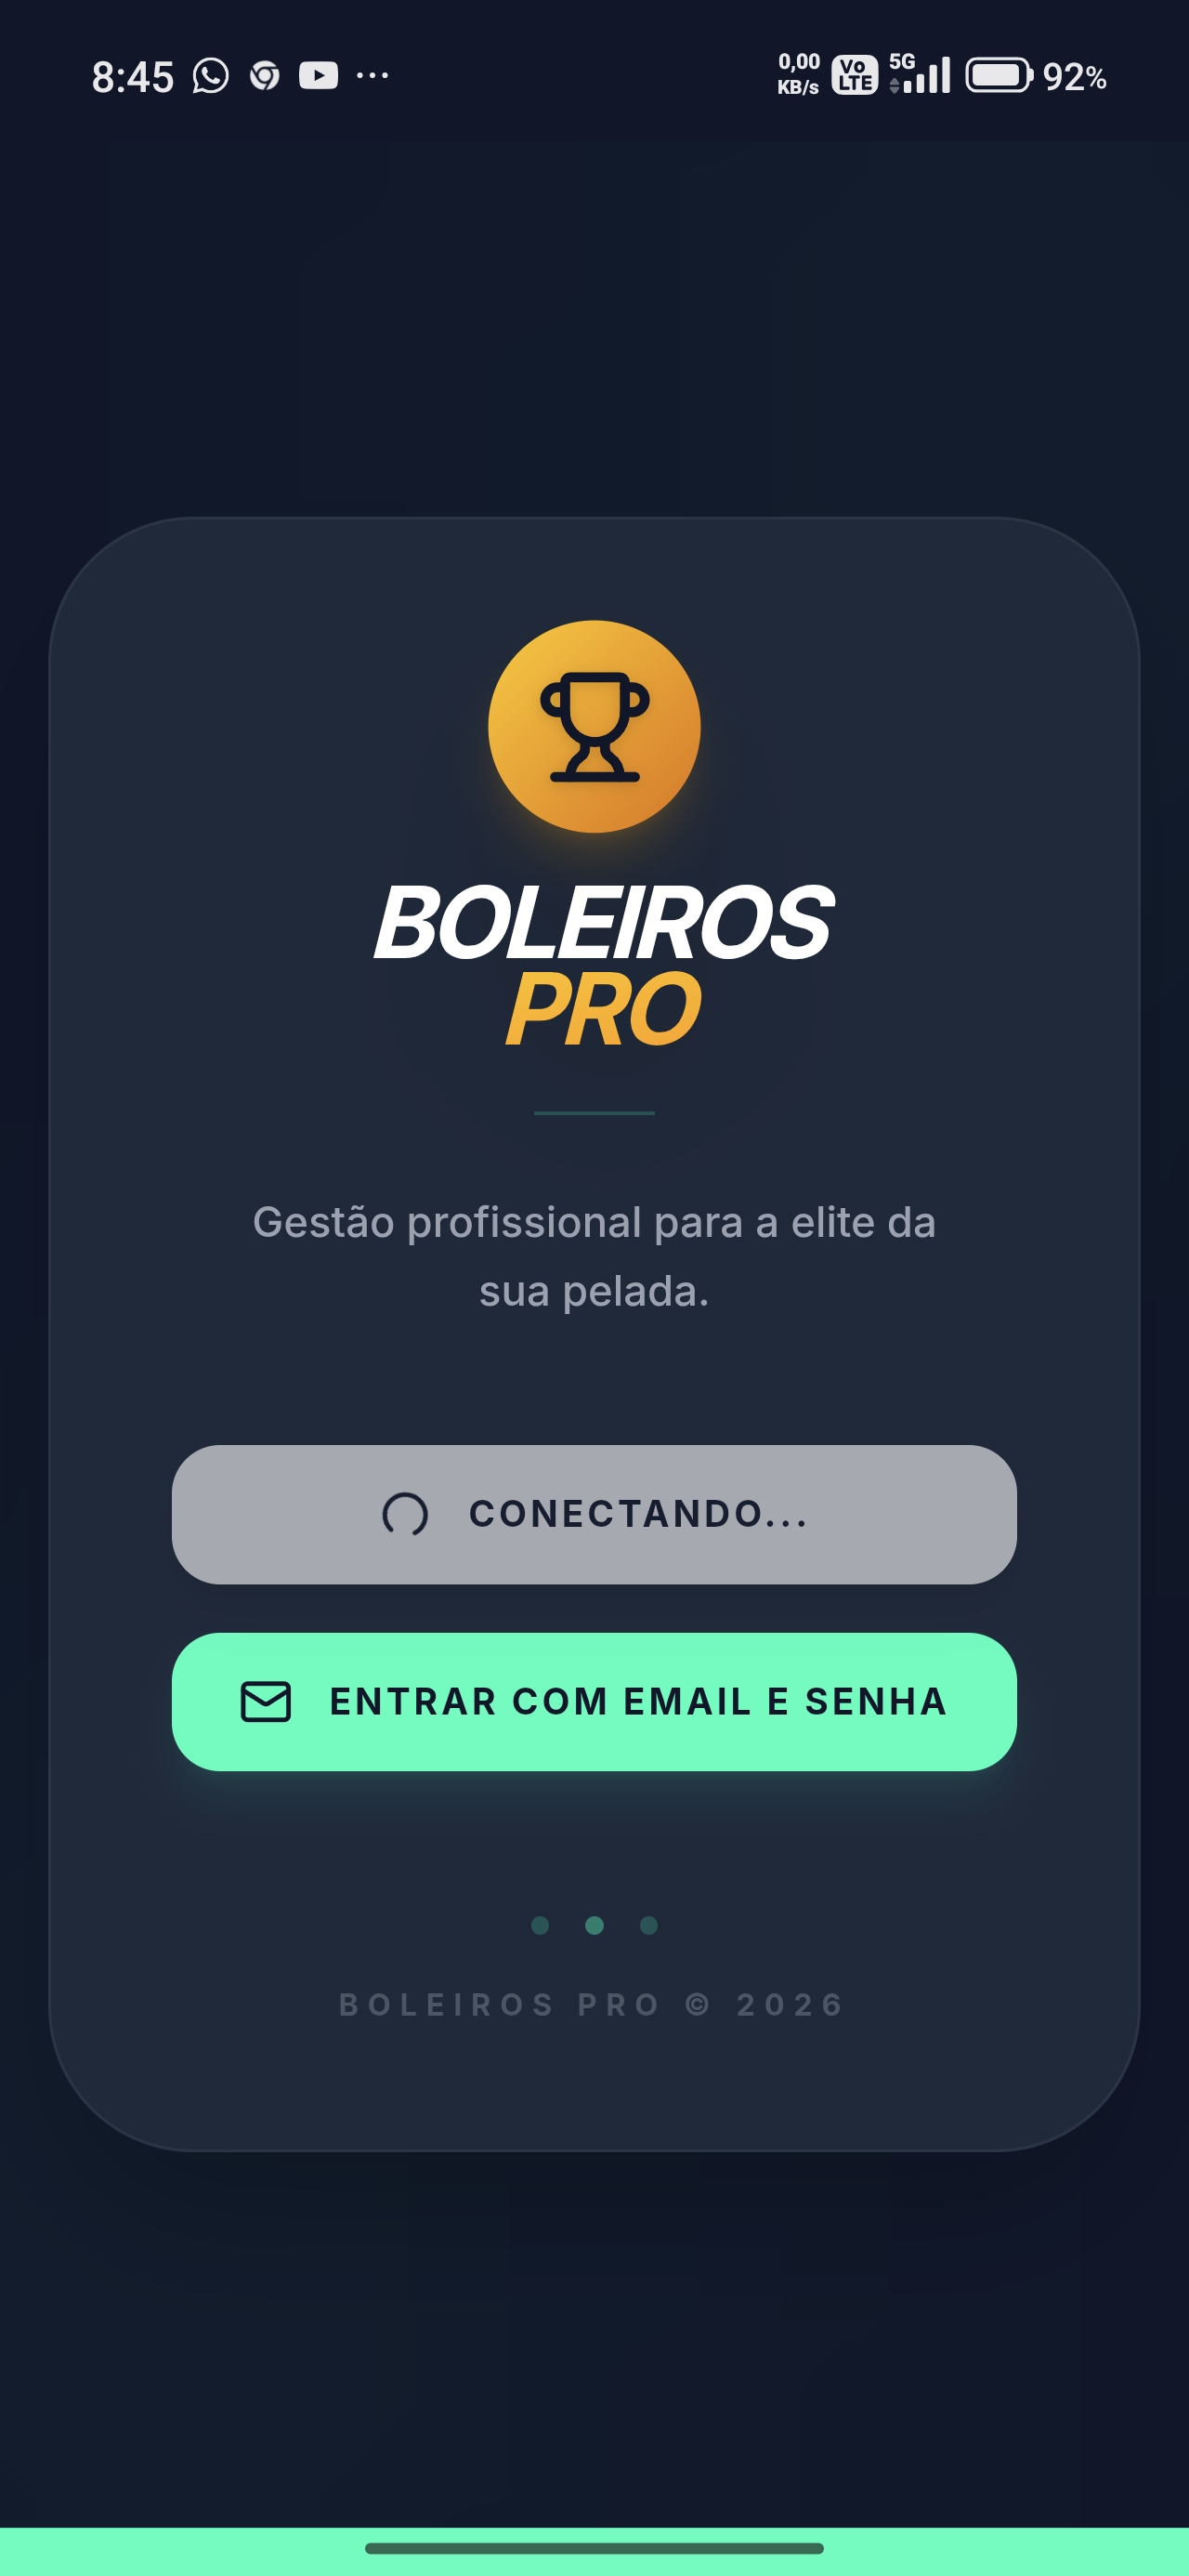 8:45 ... 0,00 KB/s Vo LTE 5G 92%
BOLEIROS
PRO
Gestão profissional para a elite da
sua pelada.
CONECTANDO...
ENTRAR COM EMAIL E SENHA
BOLEIROS PRO © 2026